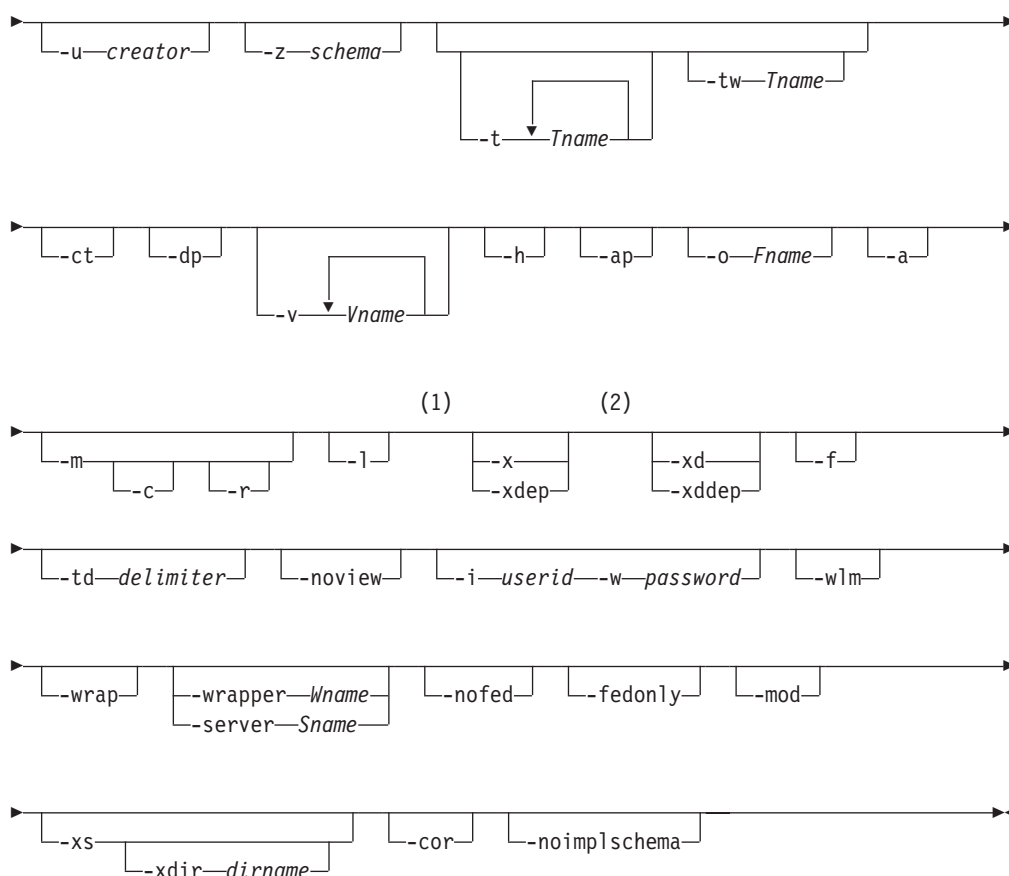 -u creator -z schema
-tw Tname
-t Tname
-ct -dp -h -ap -o Fname -a
-v Vname
(1) (2)
-m -l -x -xd -f
-c -r -xdep -xddep
-td delimiter -noview -i userid -w password -wlm
-wrap -wrapper Wname -nofed -fedonly -mod
-server Sname
-xs -cor -noimplschema
-xdir dirname